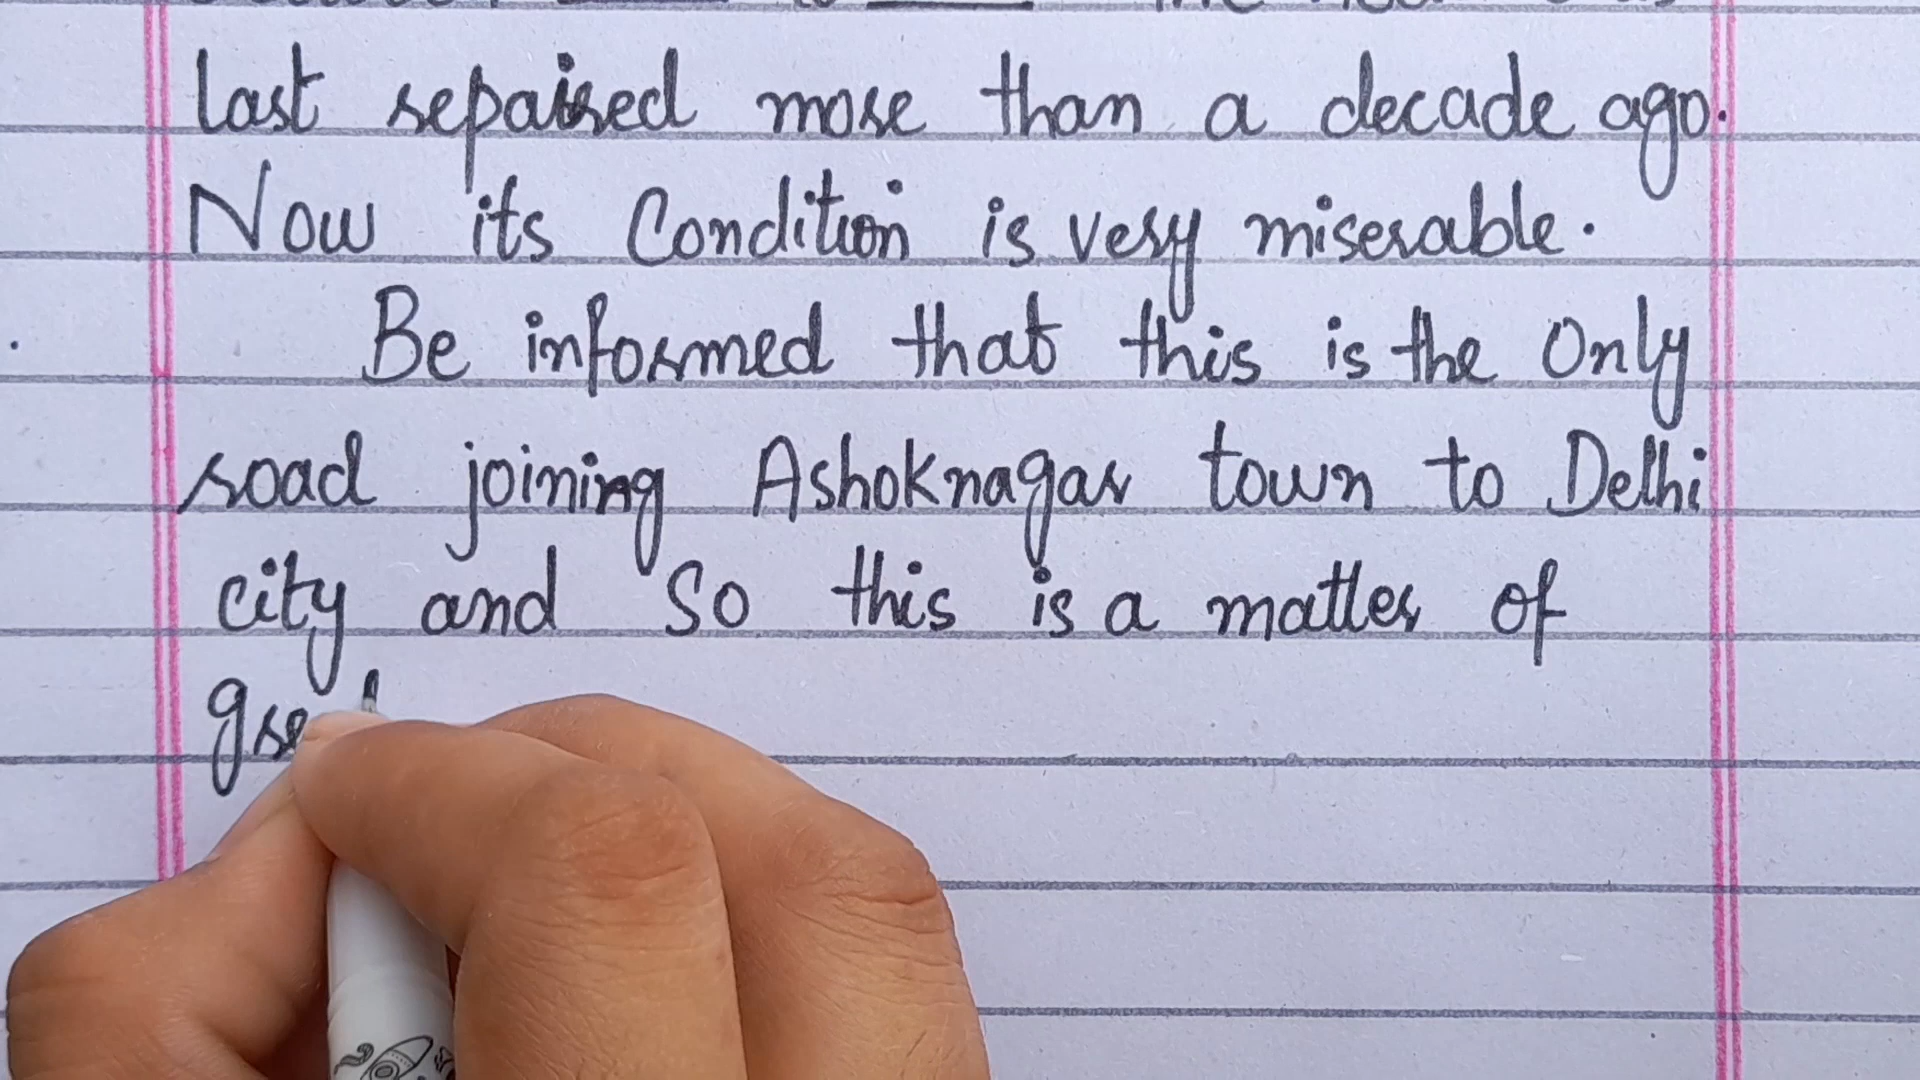 last repaired more than a decade ago.
Now its Condition is very miserable.
Be informed that this is the Only
road joining Ashoknagar town to Delhi
city and So this is a matter of
gre